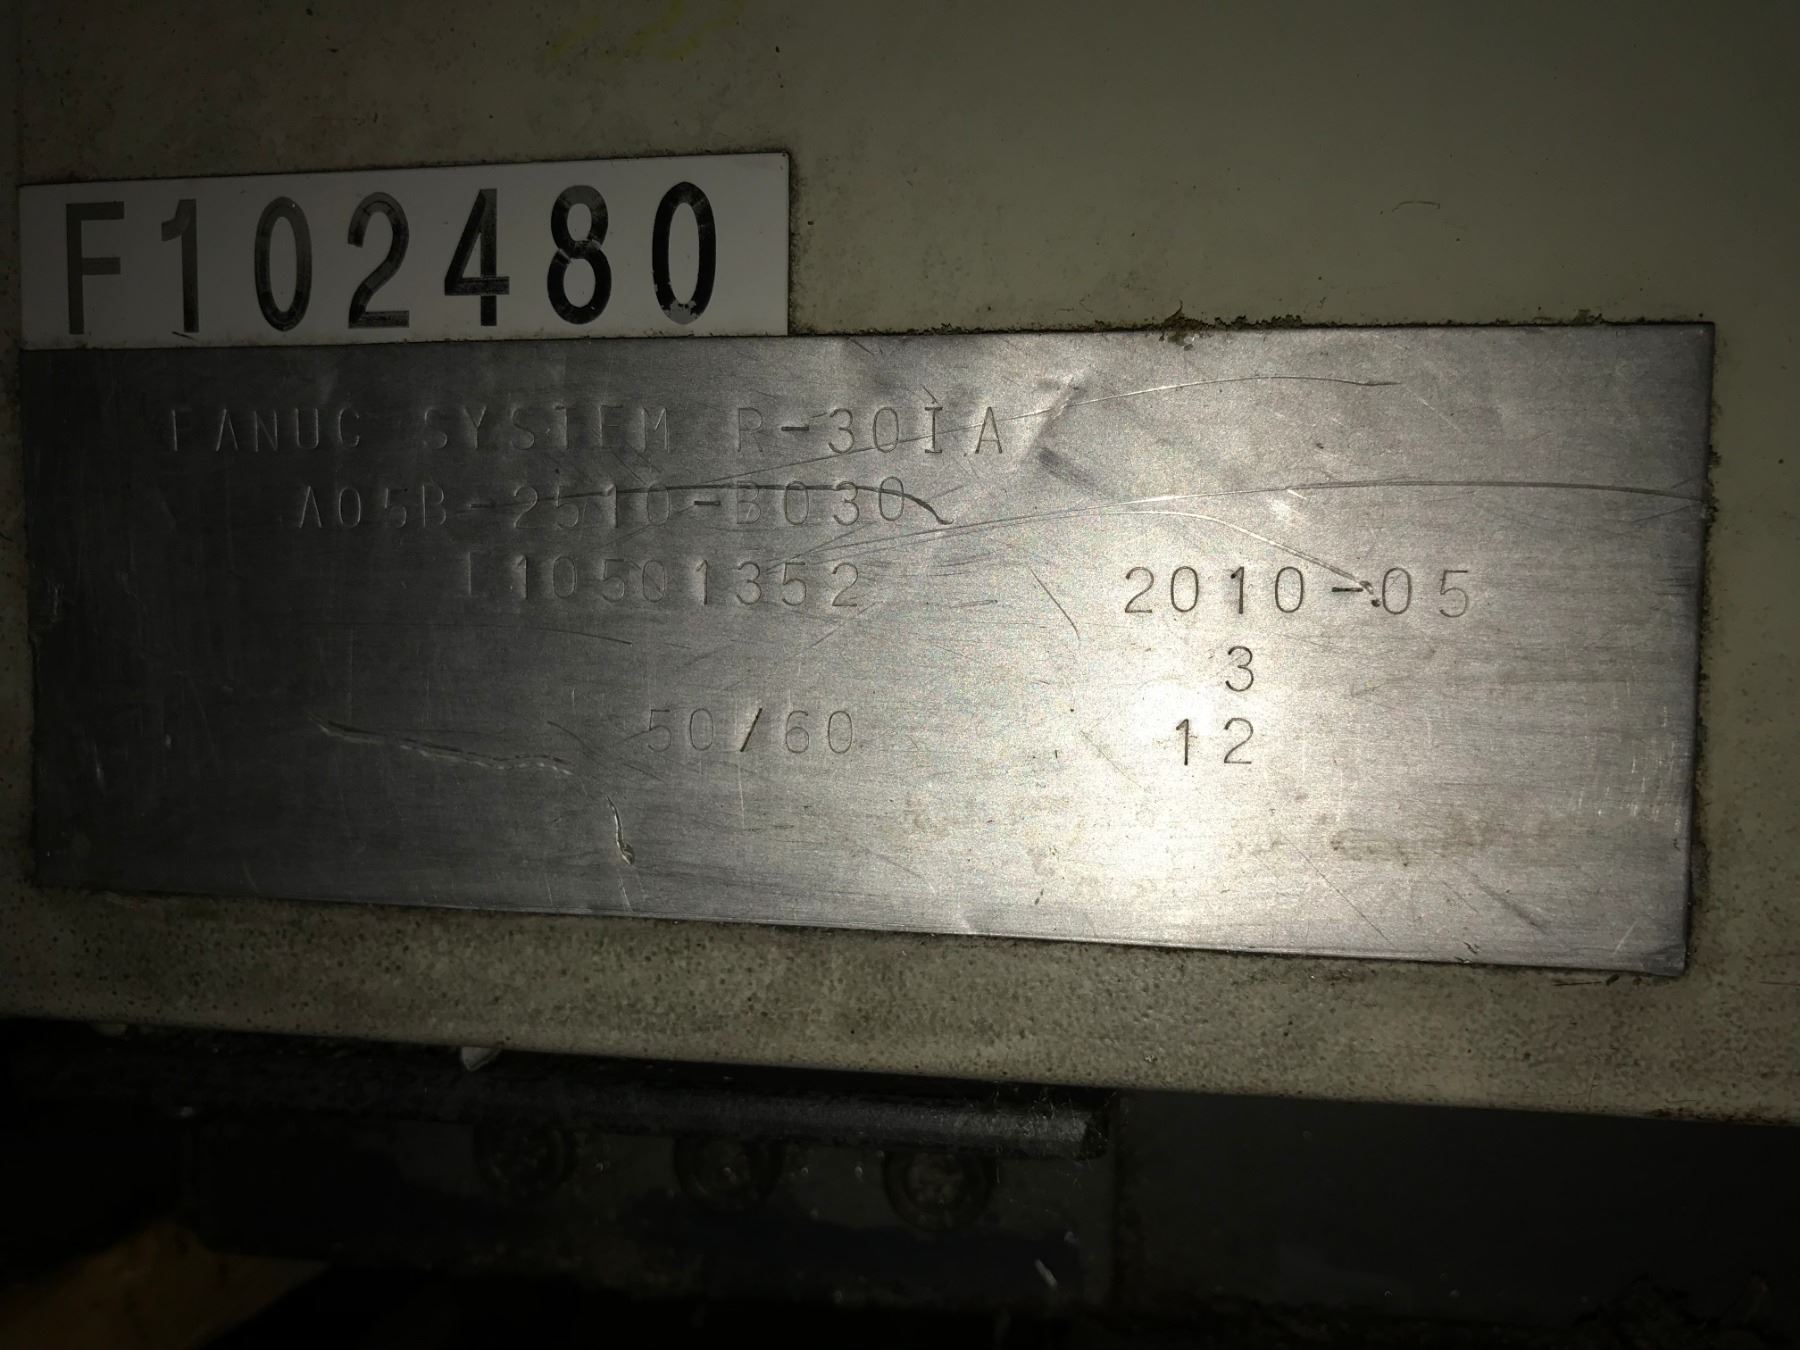 F102480
FANUC SYSTEM R-30IA
A05B-2510-B030
E10501352 2010-05
3
50/60 12